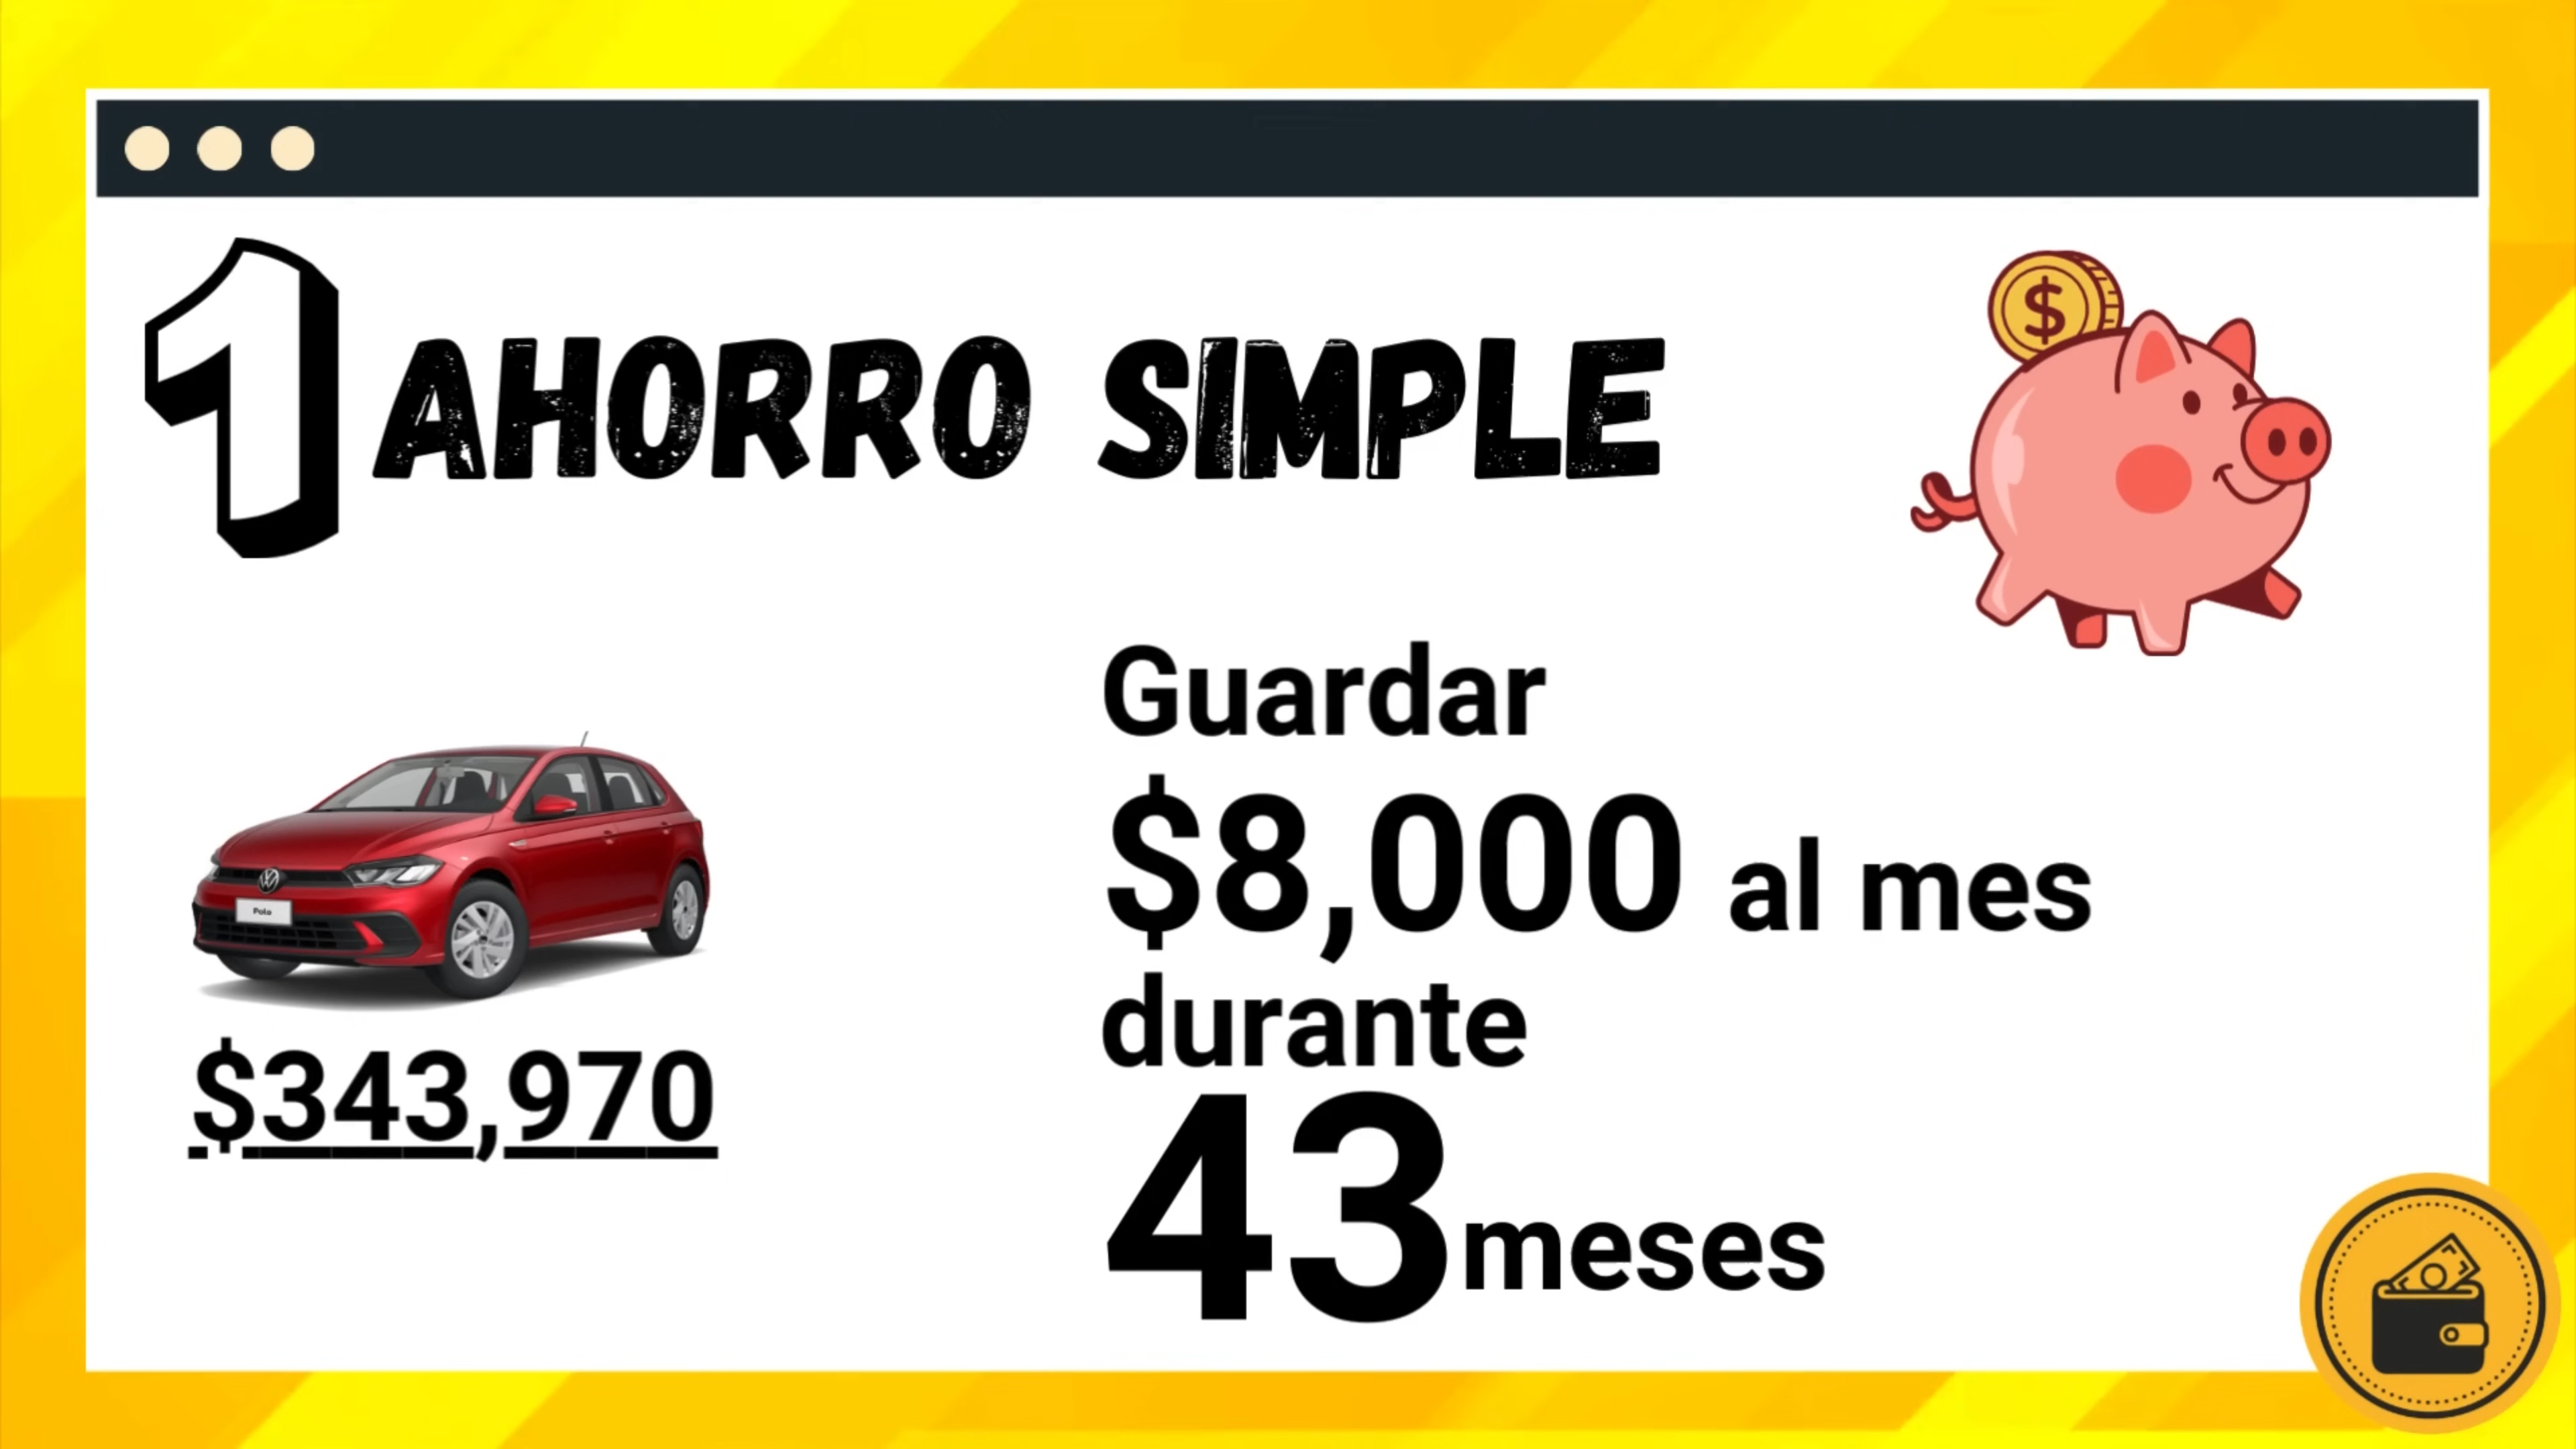 1 AHORRO SIMPLE
$
Guardar
$8,000 al mes
durante
43 meses
Polo
$343,970